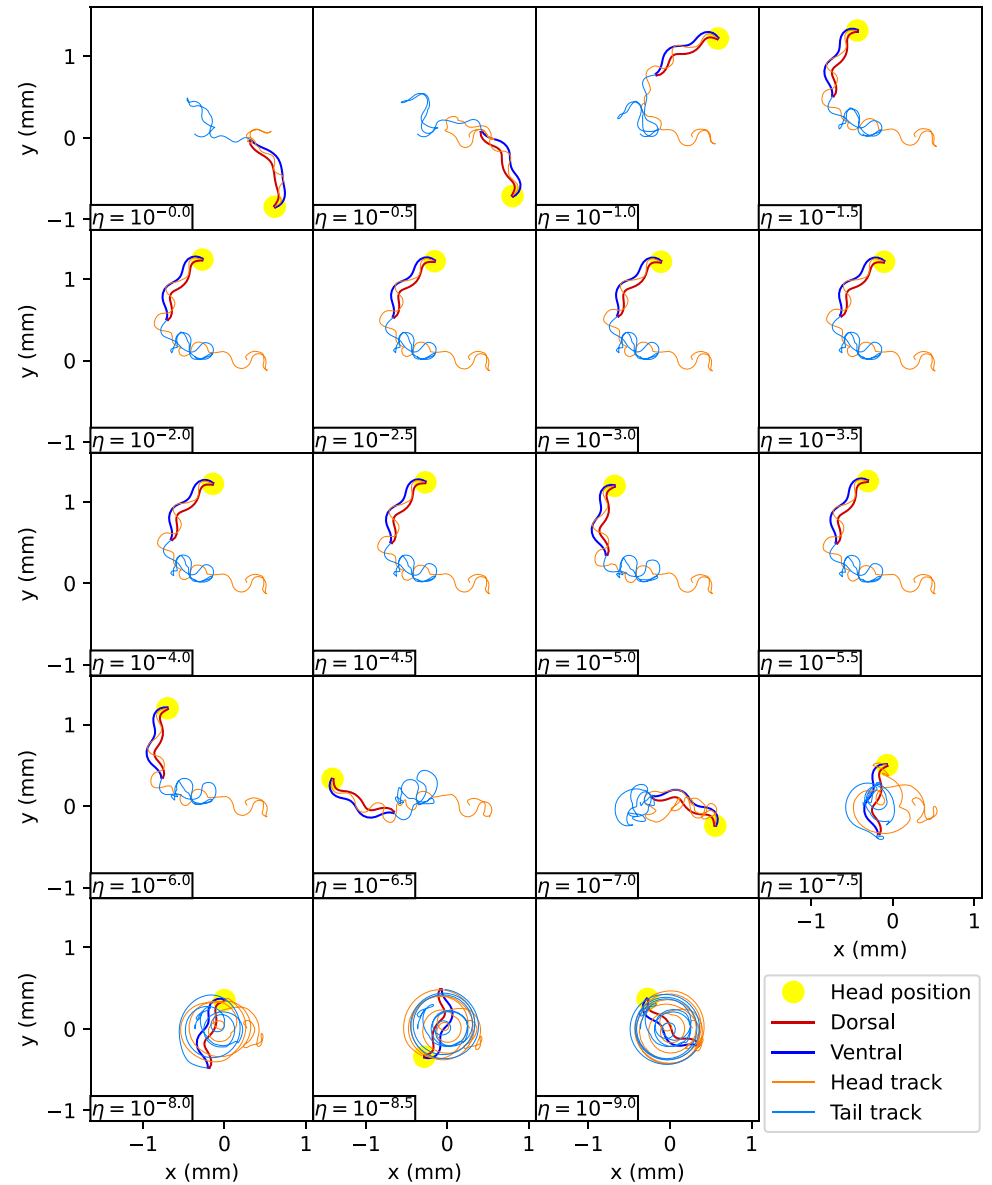 y (mm)
1
0
−1
η = 10^−0.0
η = 10^−0.5
η = 10^−1.0
η = 10^−1.5
y (mm)
1
0
−1
η = 10^−2.0
η = 10^−2.5
η = 10^−3.0
η = 10^−3.5
y (mm)
1
0
−1
η = 10^−4.0
η = 10^−4.5
η = 10^−5.0
η = 10^−5.5
y (mm)
1
0
−1
η = 10^−6.0
η = 10^−6.5
η = 10^−7.0
η = 10^−7.5
−1 0 1
x (mm)
y (mm)
1
0
−1
η = 10^−8.0
η = 10^−8.5
η = 10^−9.0
−1 0 1
x (mm)
−1 0 1
x (mm)
−1 0 1
x (mm)
Head position
Dorsal
Ventral
Head track
Tail track